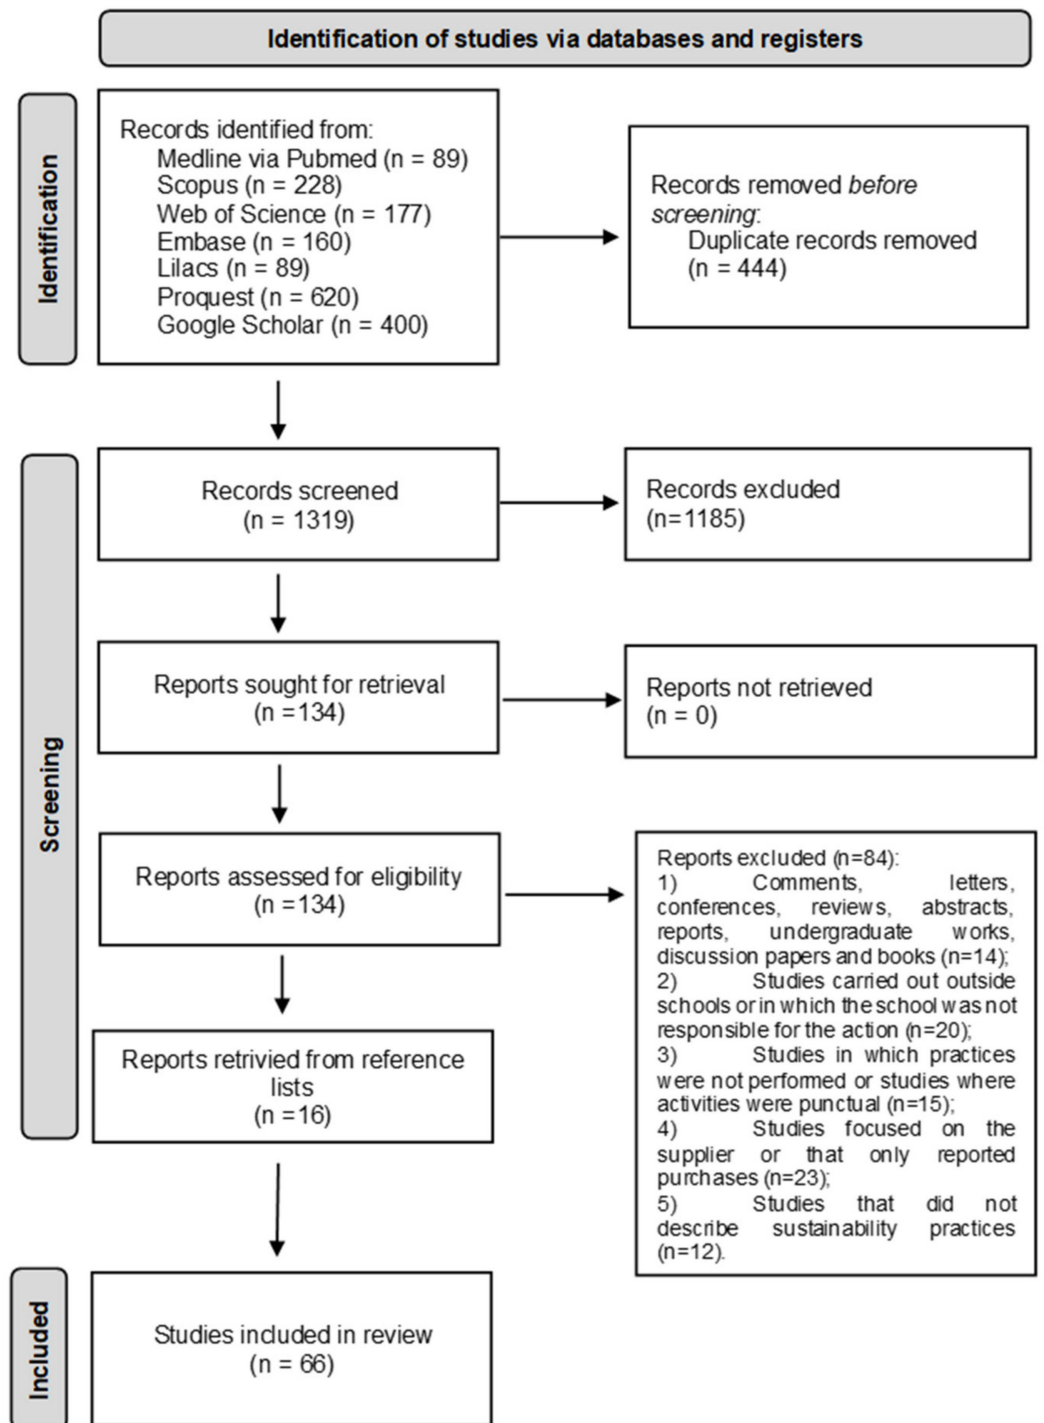 Identification of studies via databases and registers
Identification
Records identified from:
Medline via Pubmed (n = 89)
Scopus (n = 228)
Web of Science (n = 177)
Embase (n = 160)
Lilacs (n = 89)
Proquest (n = 620)
Google Scholar (n = 400)
Records removed before
screening:
Duplicate records removed
(n = 444)
Screening
Records screened
(n = 1319)
Records excluded
(n=1185)
Reports sought for retrieval
(n =134)
Reports not retrieved
(n = 0)
Reports assessed for eligibility
(n =134)
Reports excluded (n=84):
1) Comments, letters,
conferences, reviews, abstracts,
reports, undergraduate works,
discussion papers and books (n=14);
2) Studies carried out outside
schools or in which the school was not
responsible for the action (n=20);
3) Studies in which practices
were not performed or studies where
activities were punctual (n=15);
4) Studies focused on the
supplier or that only reported
purchases (n=23);
5) Studies that did not
describe sustainability practices
(n=12).
Reports retrivied from reference
lists
(n =16)
Included
Studies included in review
(n = 66)